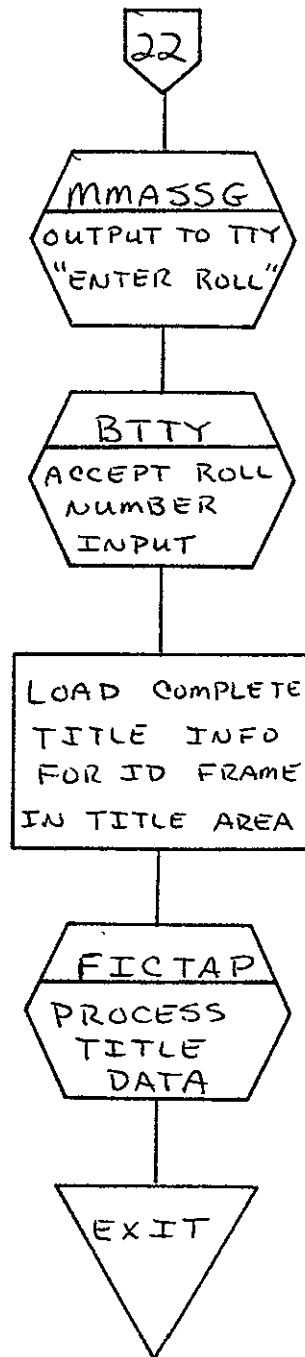 22
MMASSG
OUTPUT TO TTY
"ENTER ROLL"
BTTY
ACCEPT ROLL
NUMBER
INPUT
LOAD COMPLETE
TITLE INFO
FOR ID FRAME
IN TITLE AREA
FICTAP
PROCESS
TITLE
DATA
EXIT